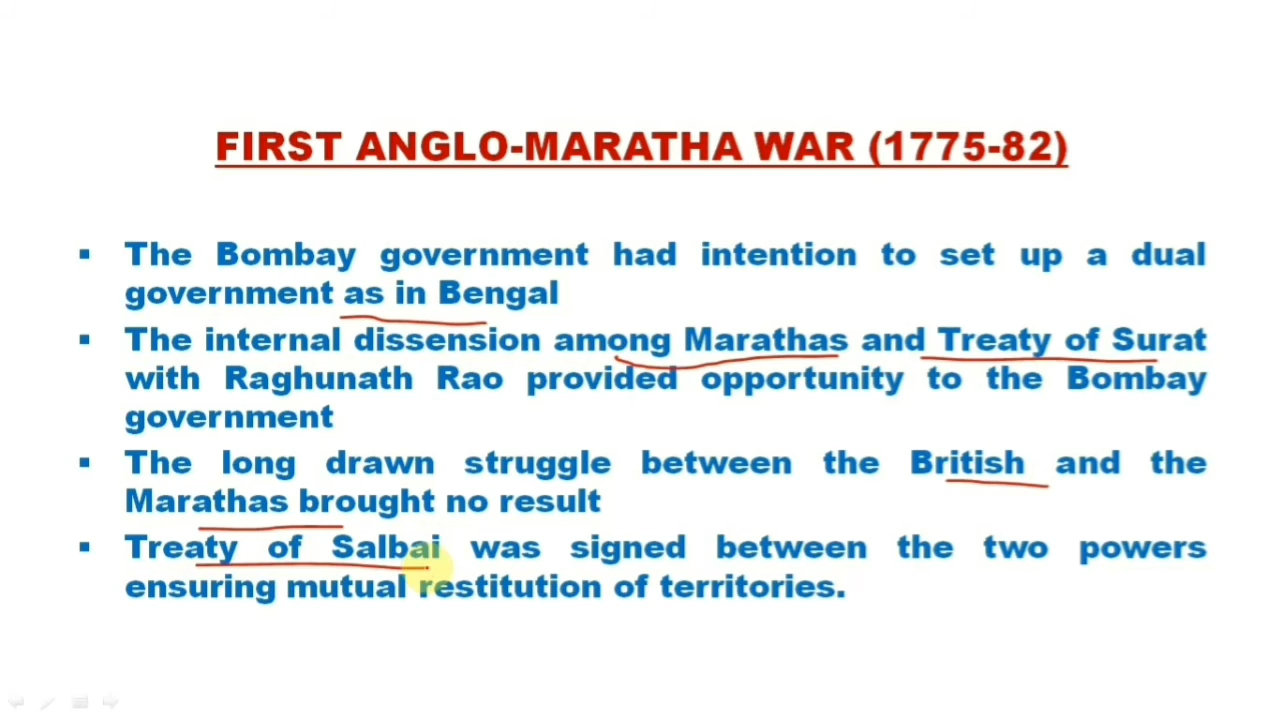 FIRST ANGLO-MARATHA WAR (1775-82)
▪ The Bombay government had intention to set up a dual
government as in Bengal
▪ The internal dissension among Marathas and Treaty of Surat
with Raghunath Rao provided opportunity to the Bombay
government
▪ The long drawn struggle between the British and the
Marathas brought no result
▪ Treaty of Salbai was signed between the two powers
ensuring mutual restitution of territories.